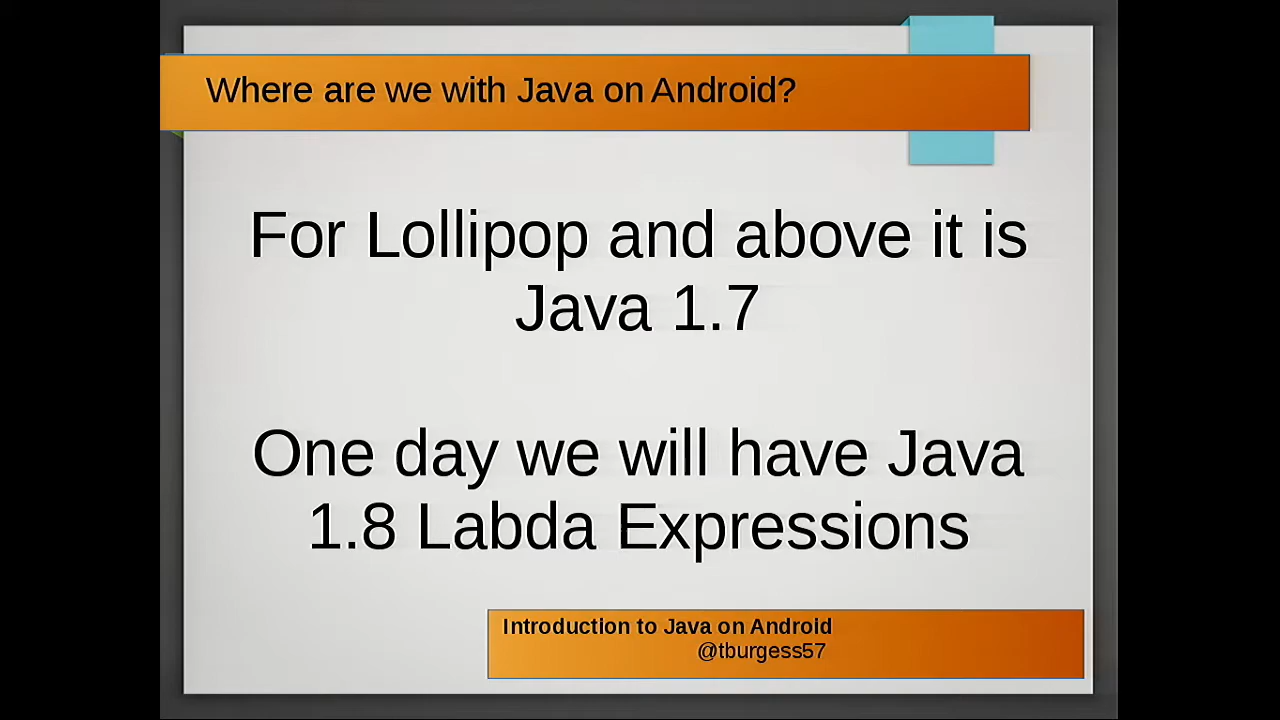 Where are we with Java on Android?
For Lollipop and above it is
Java 1.7
One day we will have Java
1.8 Labda Expressions
Introduction to Java on Android
@tburgess57